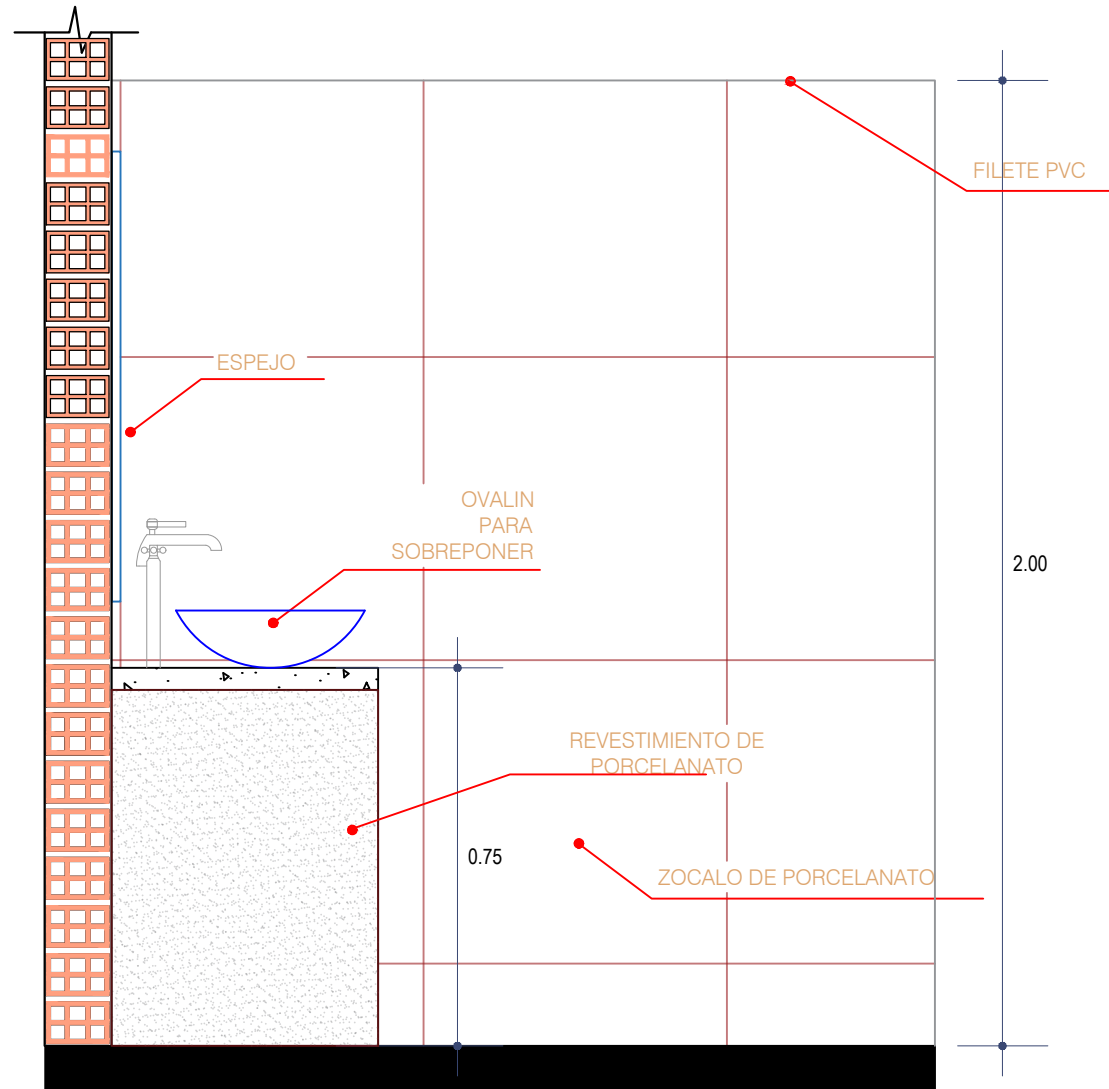 FILETE PVC
ESPEJO
OVALIN
PARA
SOBREPONER
2.00
REVESTIMIENTO DE
PORCELANATO
0.75
ZOCALO DE PORCELANATO